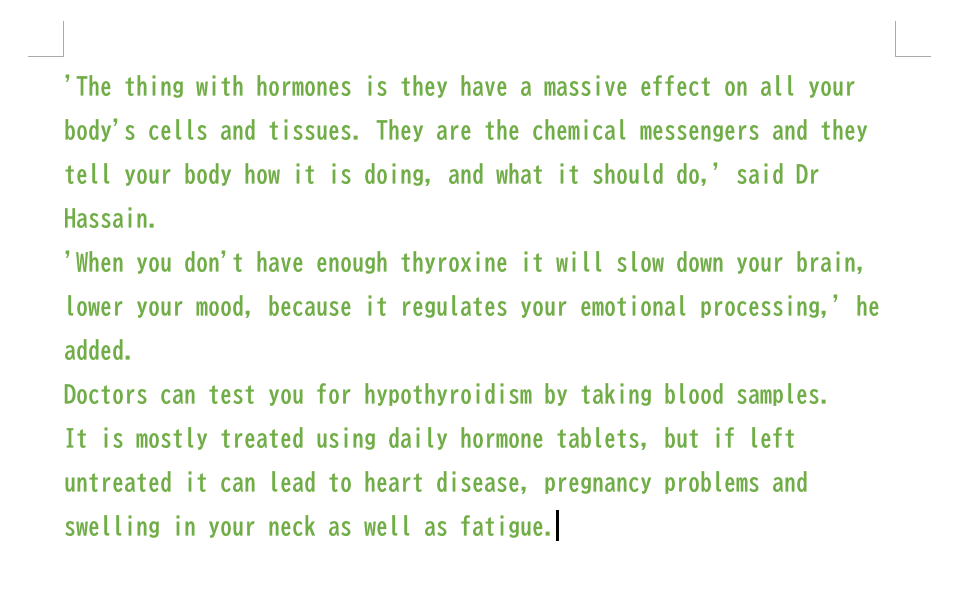 ’The thing with hormones is they have a massive effect on all your
body’s cells and tissues. They are the chemical messengers and they
tell your body how it is doing, and what it should do,’ said Dr
Hassain.
’When you don’t have enough thyroxine it will slow down your brain,
lower your mood, because it regulates your emotional processing,’ he
added.
Doctors can test you for hypothyroidism by taking blood samples.
It is mostly treated using daily hormone tablets, but if left
untreated it can lead to heart disease, pregnancy problems and
swelling in your neck as well as fatigue.